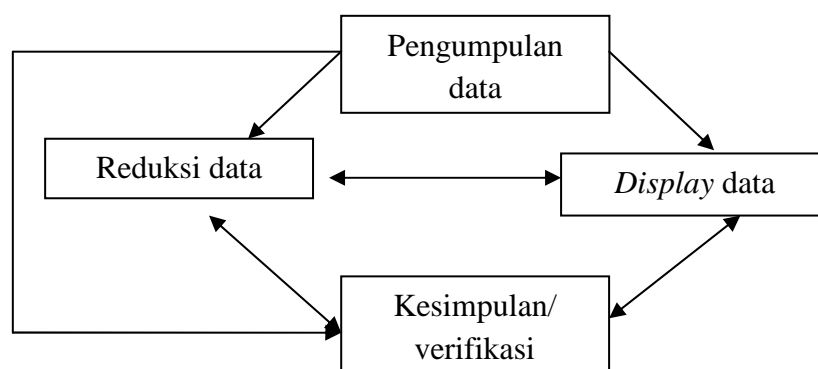 Pengumpulan
data
Reduksi data
Display data
Kesimpulan/
verifikasi